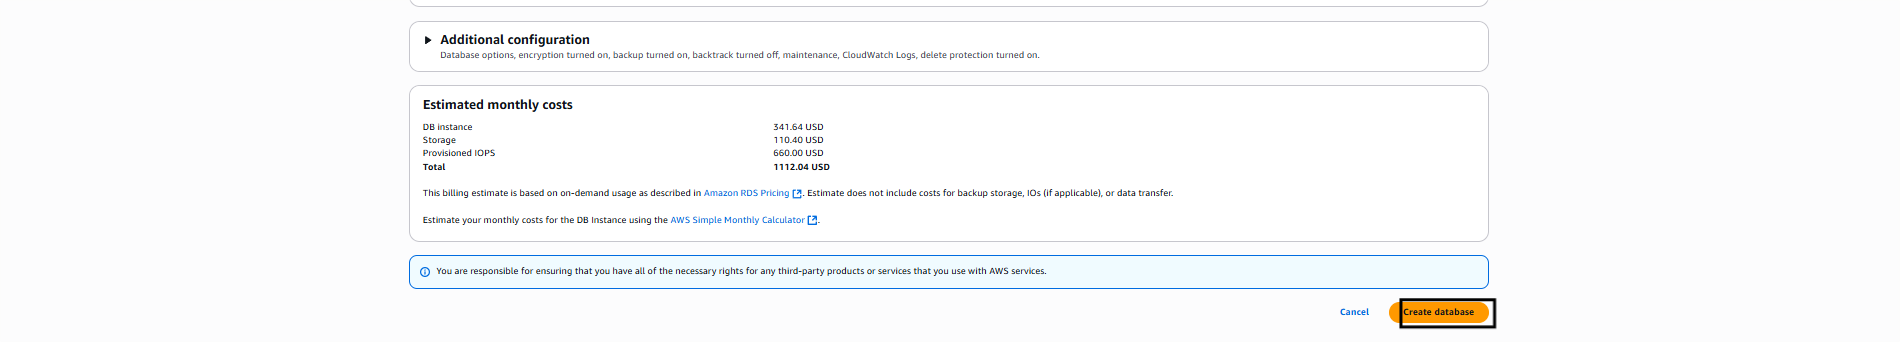 Additional configuration
Database options, encryption turned on, backup turned on, backtrack turned off, maintenance, CloudWatch Logs, delete protection turned on.
Estimated monthly costs
DB instance 341.64 USD
Storage 110.40 USD
Provisioned IOPS 660.00 USD
Total 1112.04 USD
This billing estimate is based on on-demand usage as described in Amazon RDS Pricing. Estimate does not include costs for backup storage, IOs (if applicable), or data transfer.
Estimate your monthly costs for the DB Instance using the AWS Simple Monthly Calculator.
You are responsible for ensuring that you have all of the necessary rights for any third-party products or services that you use with AWS services.
Cancel Create database